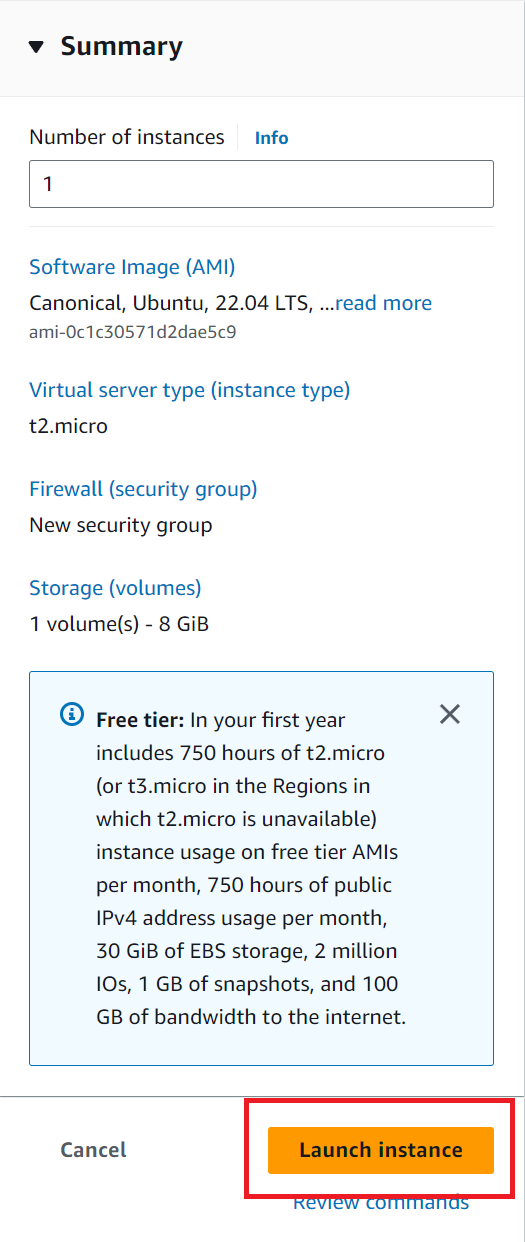 Summary
Number of instances Info
1
Software Image (AMI)
Canonical, Ubuntu, 22.04 LTS, ...read more
ami-0c1c30571d2dae5c9
Virtual server type (instance type)
t2.micro
Firewall (security group)
New security group
Storage (volumes)
1 volume(s) - 8 GiB
Free tier: In your first year
includes 750 hours of t2.micro
(or t3.micro in the Regions in
which t2.micro is unavailable)
instance usage on free tier AMIs
per month, 750 hours of public
IPv4 address usage per month,
30 GiB of EBS storage, 2 million
IOs, 1 GB of snapshots, and 100
GB of bandwidth to the internet.
Cancel Launch instance
Review commands